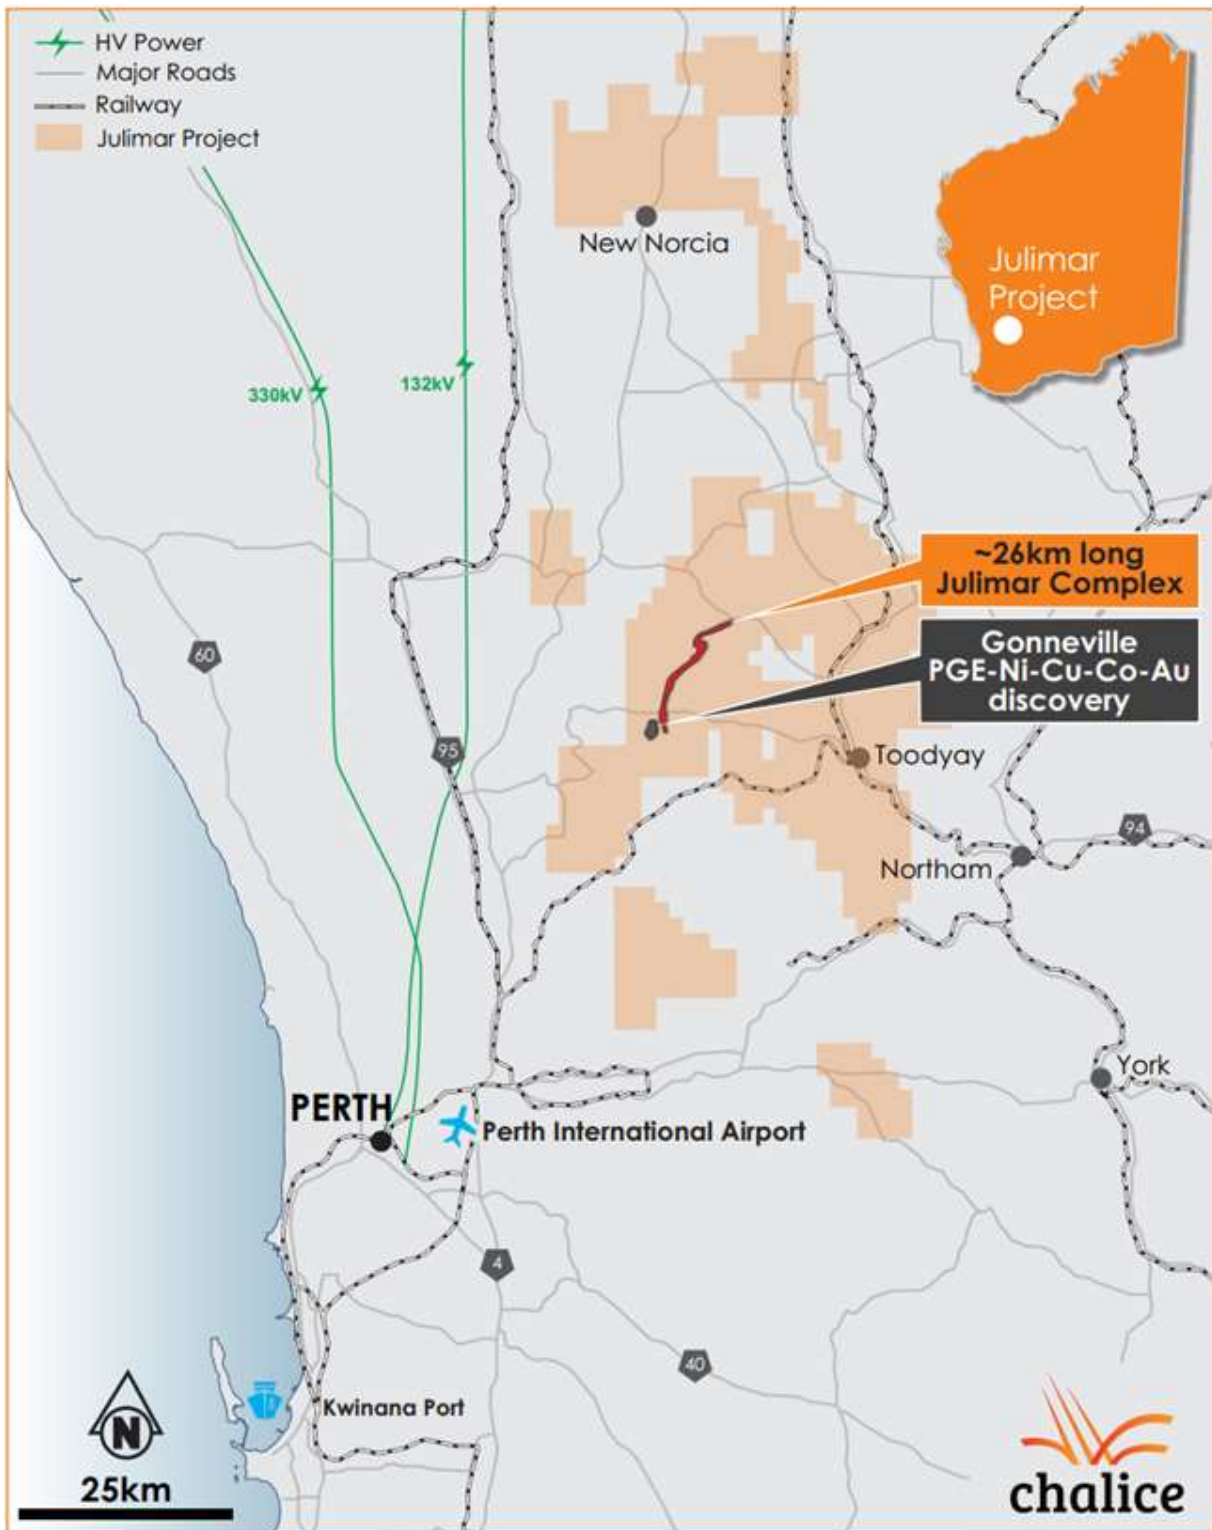 HV Power
Major Roads
Railway
Julimar Project
New Norcia
Julimar
Project
330kV
132kV
~26km long
Julimar Complex
Gonneville
PGE-Ni-Cu-Co-Au
discovery
60
95
Toodyay
94
Northam
York
PERTH
Perth International Airport
4
40
Kwinana Port
N
25km
chalice